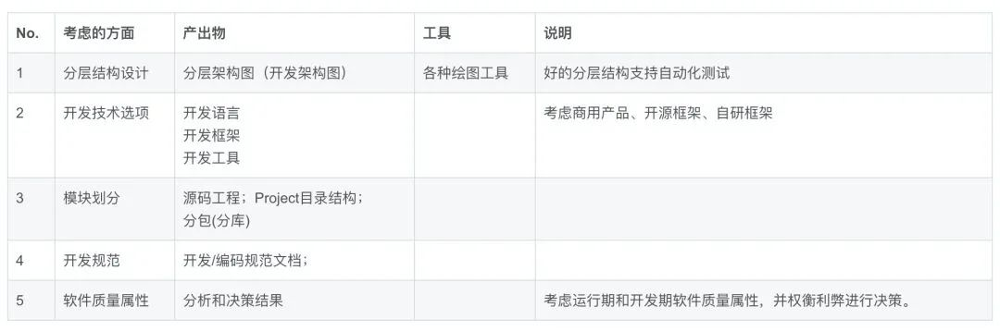 No. 考虑的方面 产出物 工具 说明
1 分层结构设计 分层架构图（开发架构图） 各种绘图工具 好的分层结构支持自动化测试
2 开发技术选项 开发语言 考虑商用产品、开源框架、自研框架
开发框架
开发工具
3 模块划分 源码工程；Project目录结构；
分包(分库)
4 开发规范 开发/编码规范文档；
5 软件质量属性 分析和决策结果 考虑运行期和开发期软件质量属性，并权衡利弊进行决策。